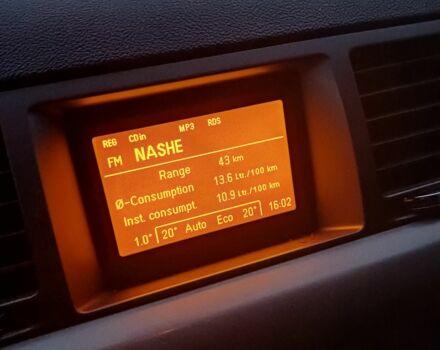 REG CDin MP3 RDS
FM NASHE
Range 43 km
Ø-Consumption 13.6 Ltr./100 km
Inst. consumpt. 10.9 Ltr./100 km
1.0° 20° Auto Eco 20° 16:02